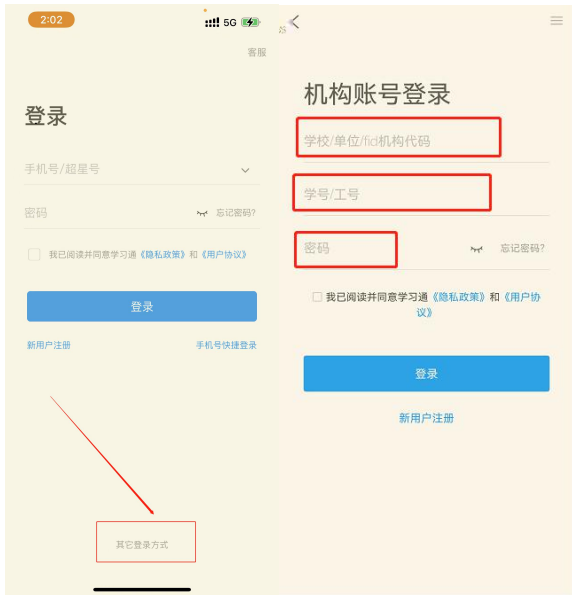 2:02
5G
客服
登录
手机号/超星号
密码
忘记密码?
我已阅读并同意学习通《隐私政策》和《用户协议》
登录
新用户注册
手机号快捷登录
其它登录方式
机构账号登录
学校/单位/fid机构代码
学号/工号
密码
忘记密码?
我已阅读并同意学习通《隐私政策》和《用户协
议》
登录
新用户注册